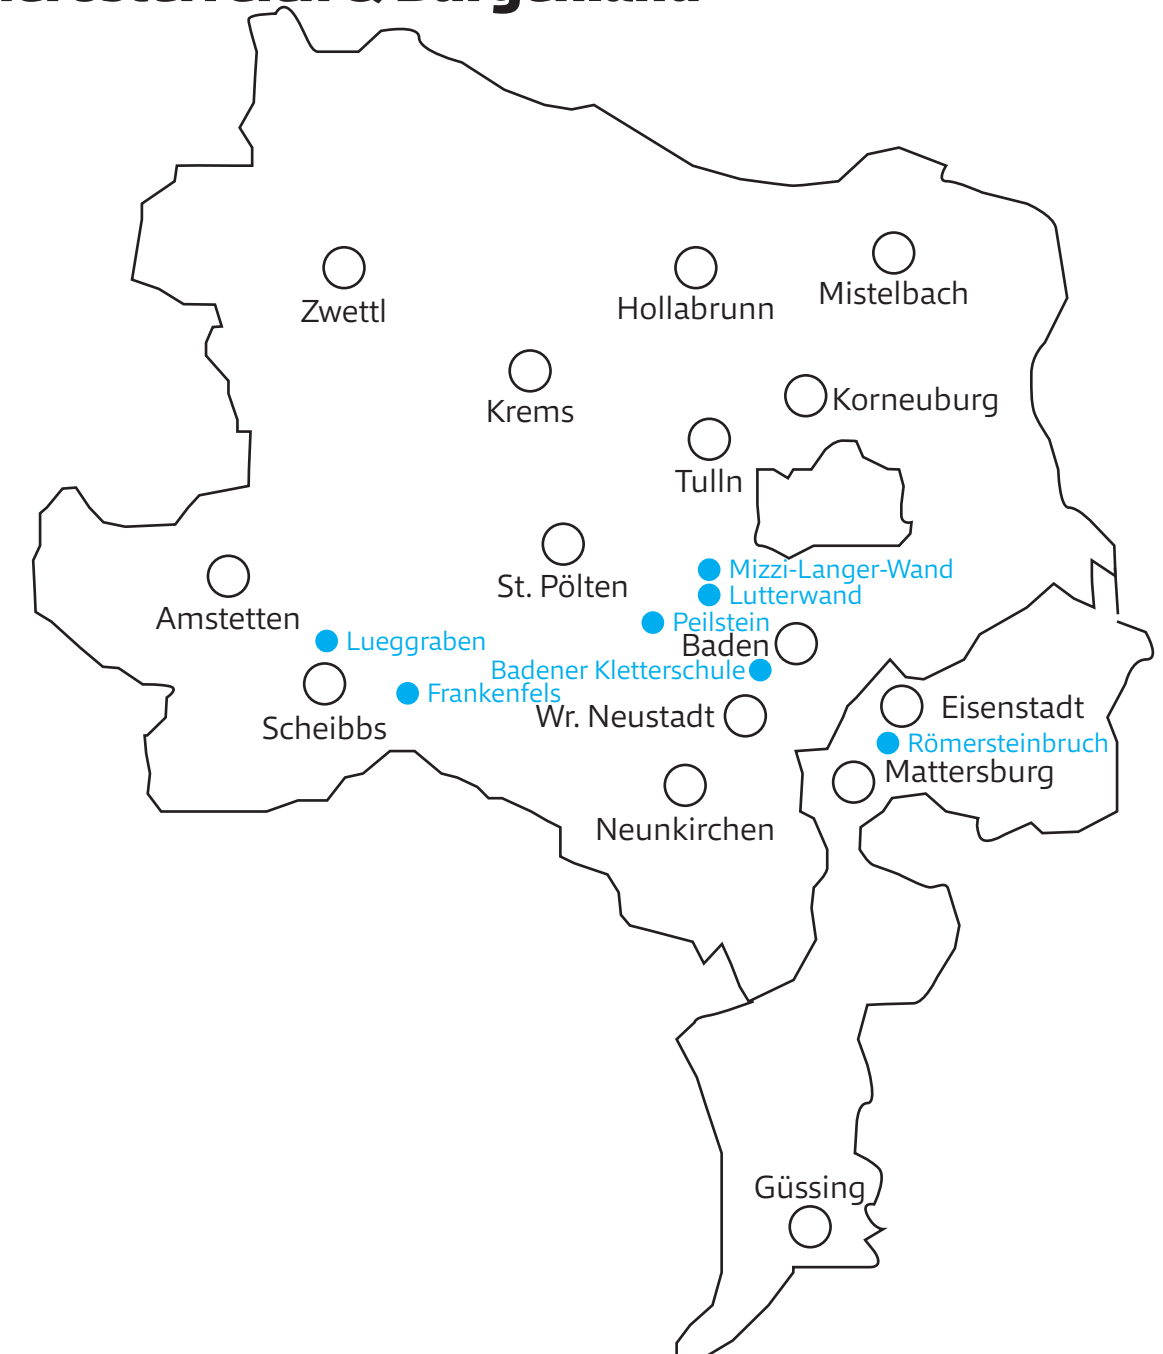 & Burgenland
Zwettl
Hollabrunn
Mistelbach
Krems
Korneuburg
Tulln
St. Pölten
Mizzi-Langer-Wand
Lutterwand
Amstetten
Peilstein
Lueggraben
Baden
Badener Kletterschule
Frankenfels
Scheibbs
Wr. Neustadt
Eisenstadt
Römersteinbruch
Mattersburg
Neunkirchen
Güssing